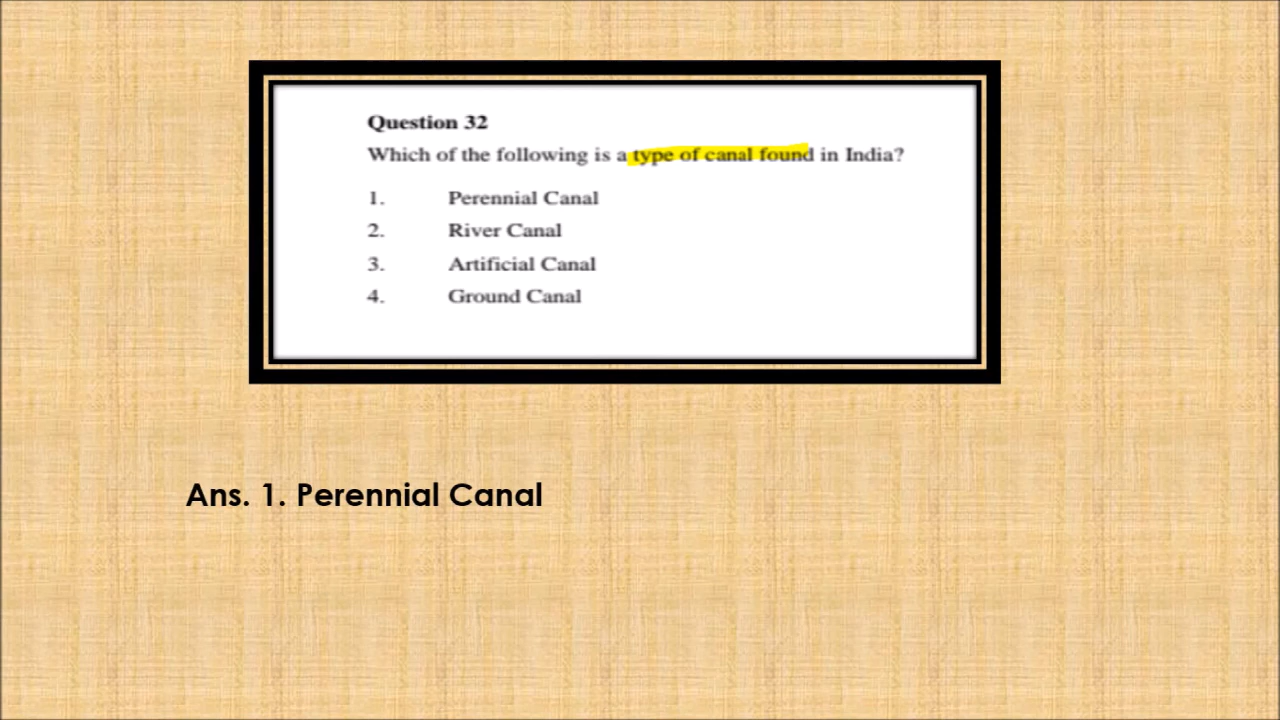 Question 32
Which of the following is a type of canal found in India?
1. Perennial Canal
2. River Canal
3. Artificial Canal
4. Ground Canal
Ans. 1. Perennial Canal